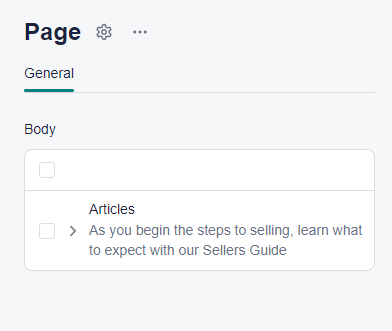 Page
General
Body
Articles
As you begin the steps to selling, learn what
to expect with our Sellers Guide